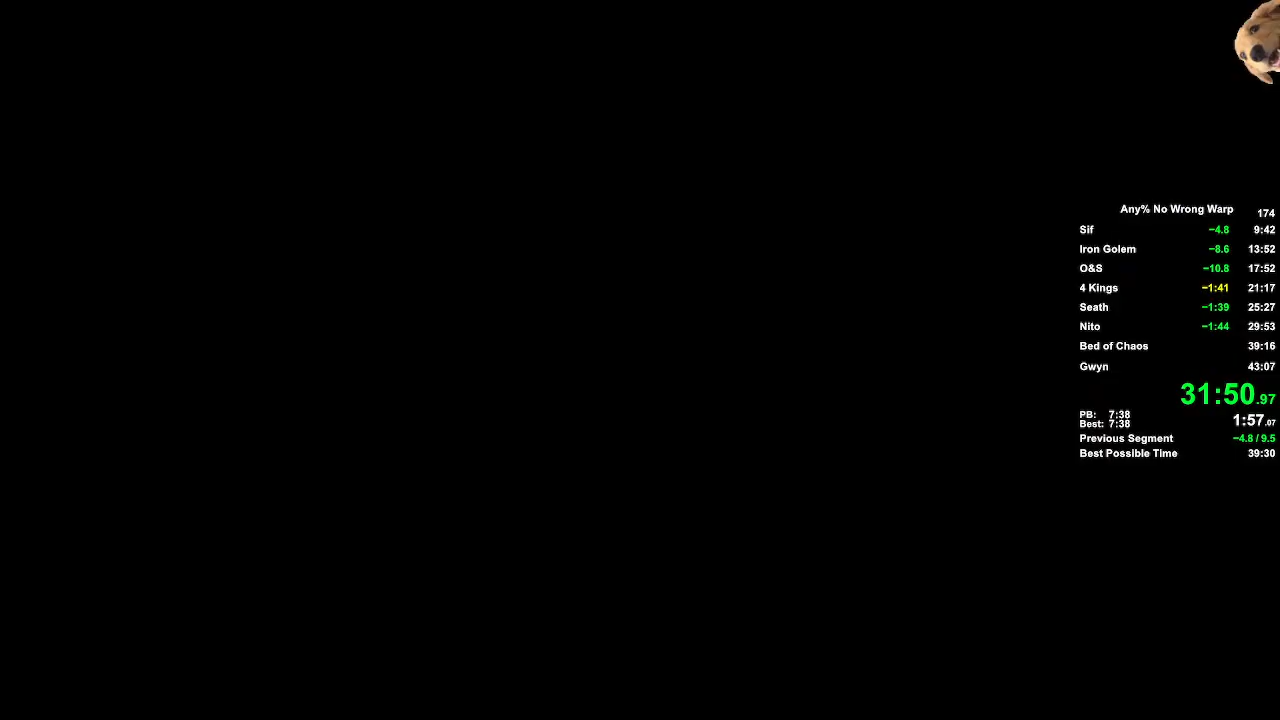 Any% No Wrong Warp 174
Sif −4.8 9:42
Iron Golem −8.6 13:52
O&S −10.8 17:52
4 Kings −1:41 21:17
Seath −1:39 25:27
Nito −1:44 29:53
Bed of Chaos 39:16
Gwyn 43:07
31:50.97
PB: 7:38
Best: 7:38 1:57.07
Previous Segment −4.8 / 9.5
Best Possible Time 39:30